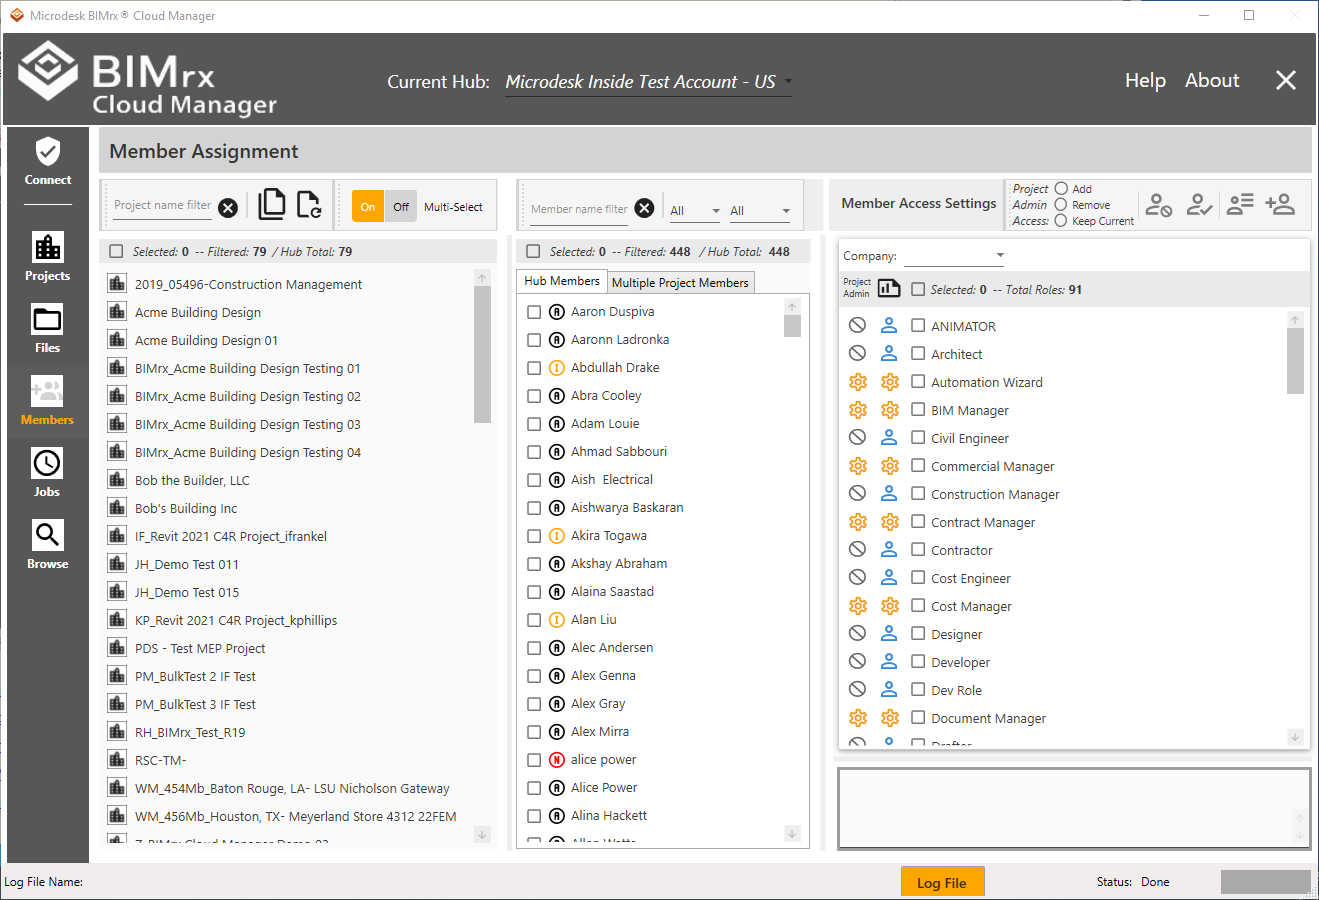 Microdesk BIMrx® Cloud Manager
BIMrx
Cloud Manager
Current Hub: Microdesk Inside Test Account - US
Help About
Connect
Projects
Files
Members
Jobs
Browse
Member Assignment
Project name filter
On Off Multi-Select
Selected: 0 -- Filtered: 79 / Hub Total: 79
2019_05496-Construction Management
Acme Building Design
Acme Building Design 01
BIMrx_Acme Building Design Testing 01
BIMrx_Acme Building Design Testing 02
BIMrx_Acme Building Design Testing 03
BIMrx_Acme Building Design Testing 04
Bob the Builder, LLC
Bob's Building Inc
IF_Revit 2021 C4R Project_ifrankel
JH_Demo Test 011
JH_Demo Test 015
KP_Revit 2021 C4R Project_kphillips
PDS - Test MEP Project
PM_BulkTest 2 IF Test
PM_BulkTest 3 IF Test
RH_BIMrx_Test_R19
RSC-TM-
WM_454Mb_Baton Rouge, LA- LSU Nicholson Gateway
WM_456Mb_Houston, TX- Meyerland Store 4312 22FEM
Member name filter
All All
Selected: 0 -- Filtered: 448 / Hub Total: 448
Hub Members Multiple Project Members
A Aaron Duspiva
A Aaronn Ladronka
I Abdullah Drake
A Abra Cooley
A Adam Louie
A Ahmad Sabbouri
A Aish Electrical
A Aishwarya Baskaran
I Akira Togawa
A Akshay Abraham
A Alaina Saastad
I Alan Liu
A Alec Andersen
A Alex Genna
A Alex Gray
A Alex Mirra
N alice power
A Alice Power
A Alina Hackett
Member Access Settings
Project Admin Access:
Add
Remove
Keep Current
Company:
Project Admin
Selected: 0 -- Total Roles: 91
ANIMATOR
Architect
Automation Wizard
BIM Manager
Civil Engineer
Commercial Manager
Construction Manager
Contract Manager
Contractor
Cost Engineer
Cost Manager
Designer
Developer
Dev Role
Document Manager
Log File Name:
Log File
Status: Done